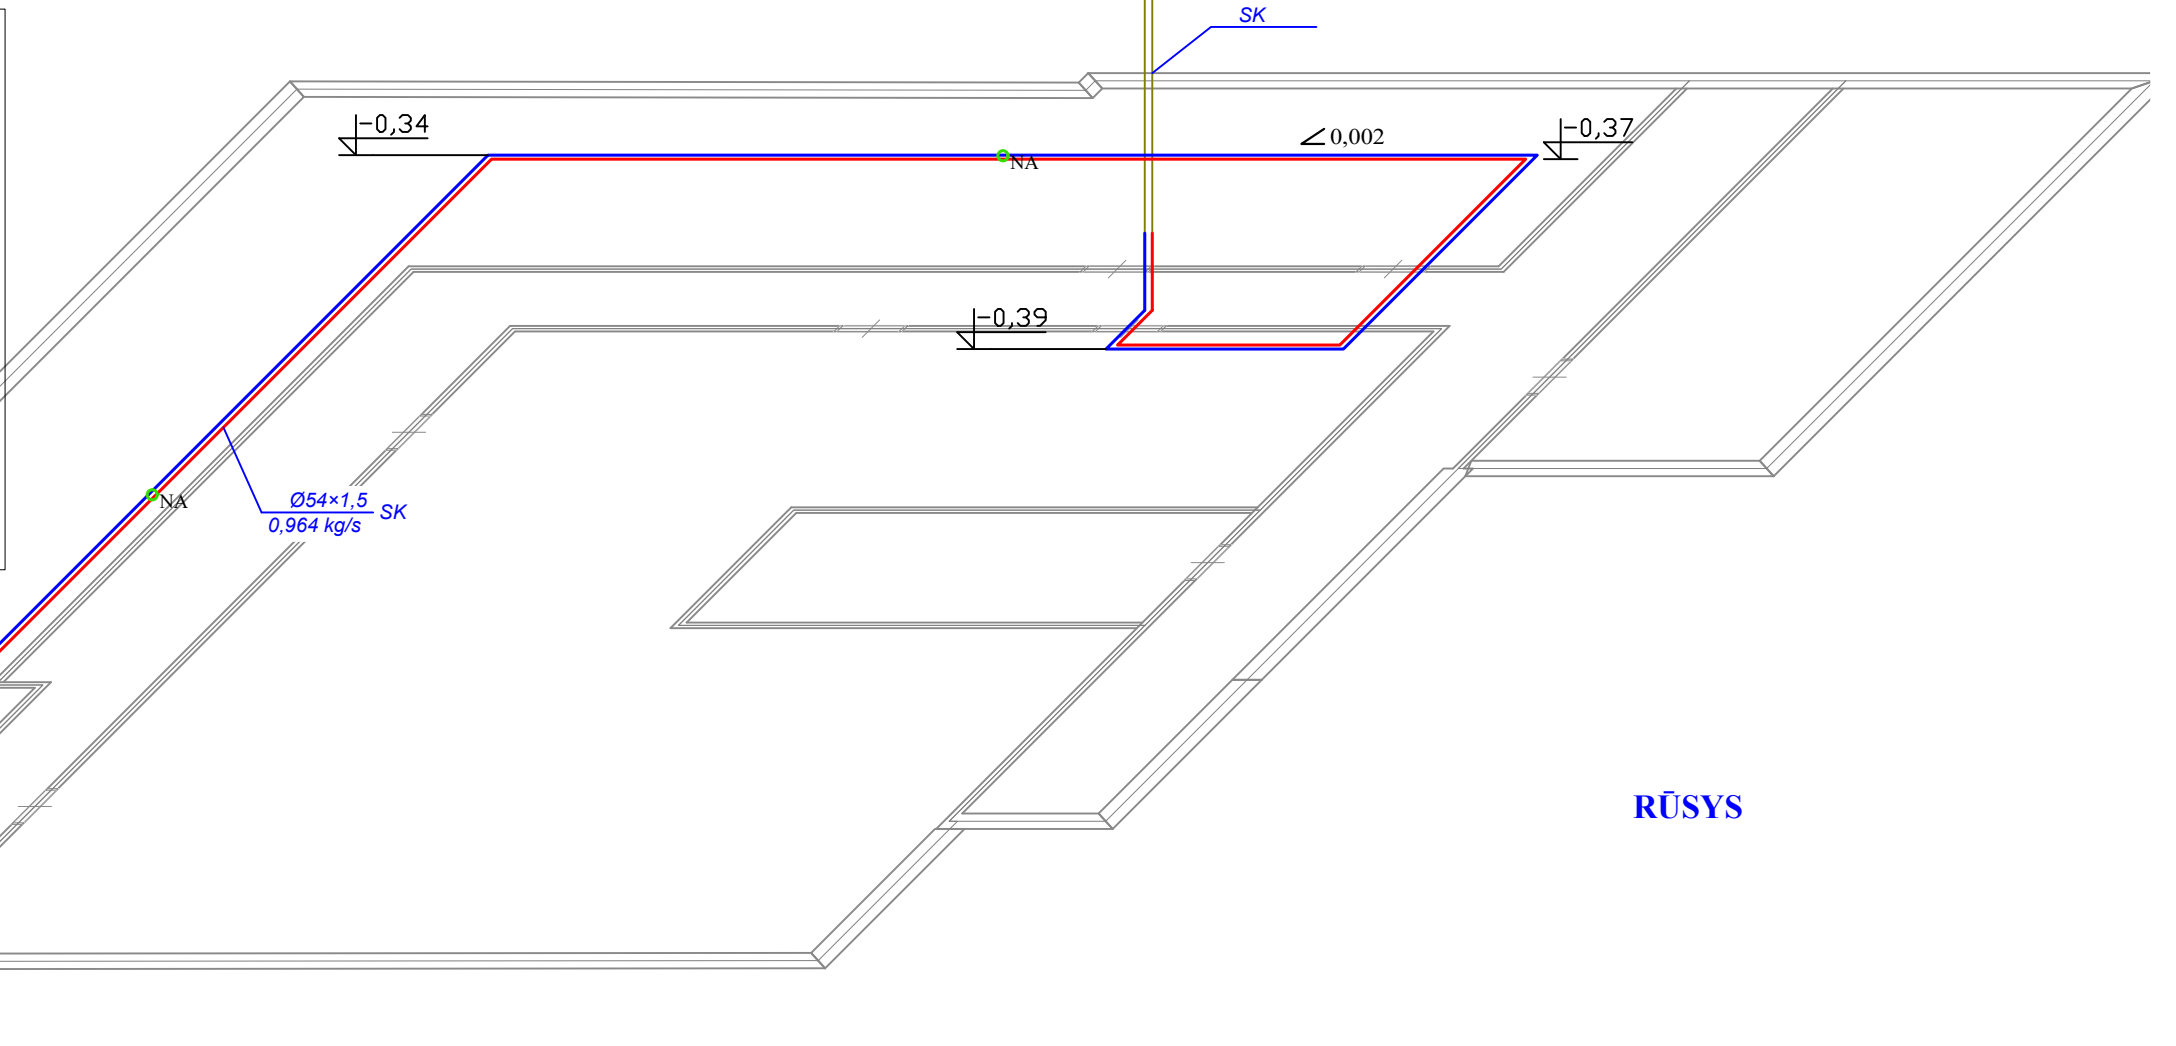 SK
-0,34
0,002
-0,37
NA
-0,39
NA
Ø54×1,5
SK
0,964 kg/s
RŪSYS